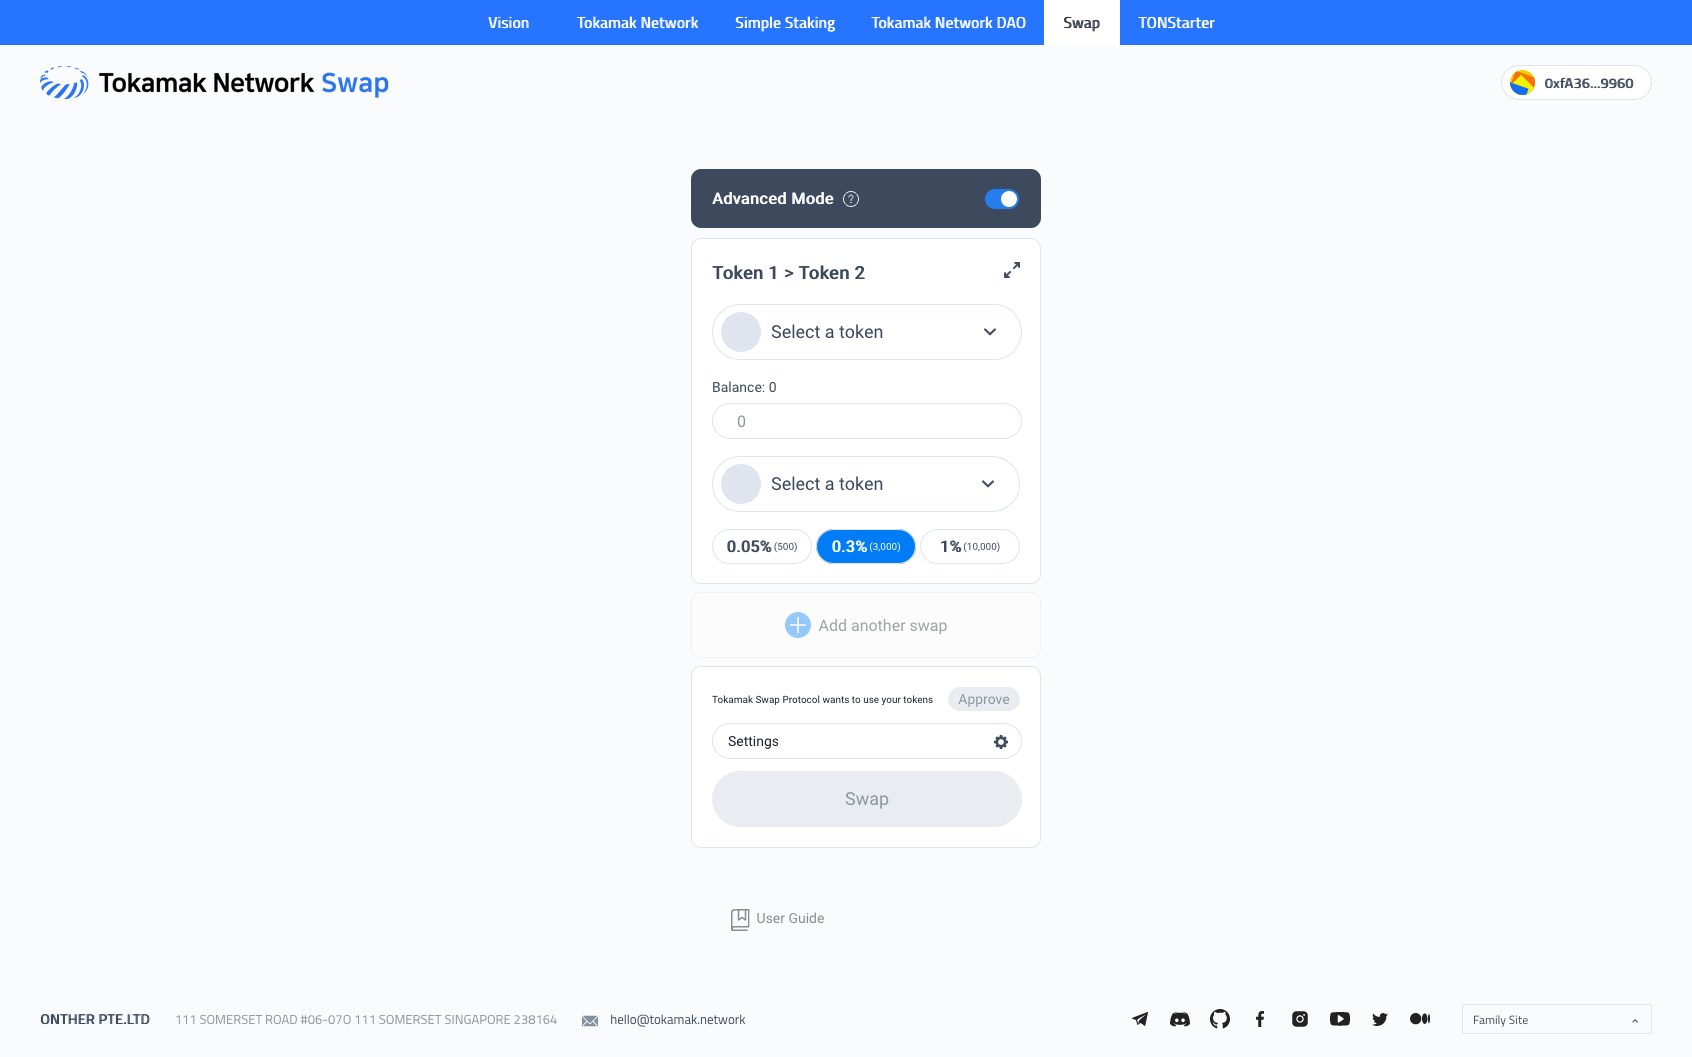 Vision Tokamak Network Simple Staking Tokamak Network DAO Swap TONStarter
Tokamak Network Swap
0xfA36...9960
Advanced Mode ?
Token 1 > Token 2
Select a token
Balance: 0
0
Select a token
0.05% (500) 0.3% (3,000) 1% (10,000)
Add another swap
Tokamak Swap Protocol wants to use your tokens Approve
Settings
Swap
User Guide
ONTHER PTE.LTD 111 SOMERSET ROAD #06-07O 111 SOMERSET SINGAPORE 238164 hello@tokamak.network Family Site